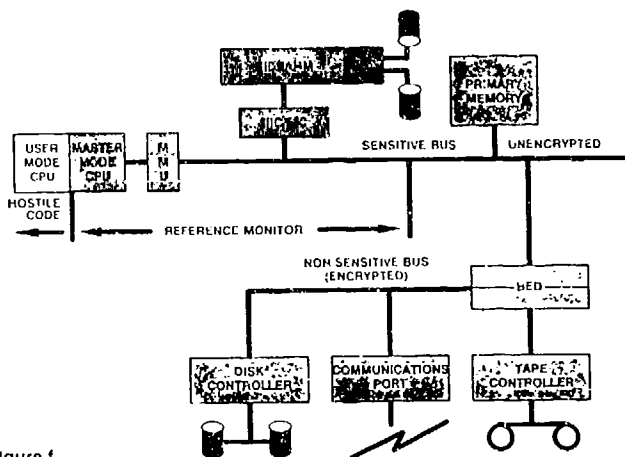 PRIMARY
MEMORY
USER
MODE
CPU
MASTER
MODE
CPU
M
M
U
SENSITIVE BUS
UNENCRYPTED
HOSTILE
CODE
REFERENCE MONITOR
NON SENSITIVE BUS
(ENCRYPTED)
BED
DISK
CONTROLLER
COMMUNICATIONS
PORT
TAPE
CONTROLLER